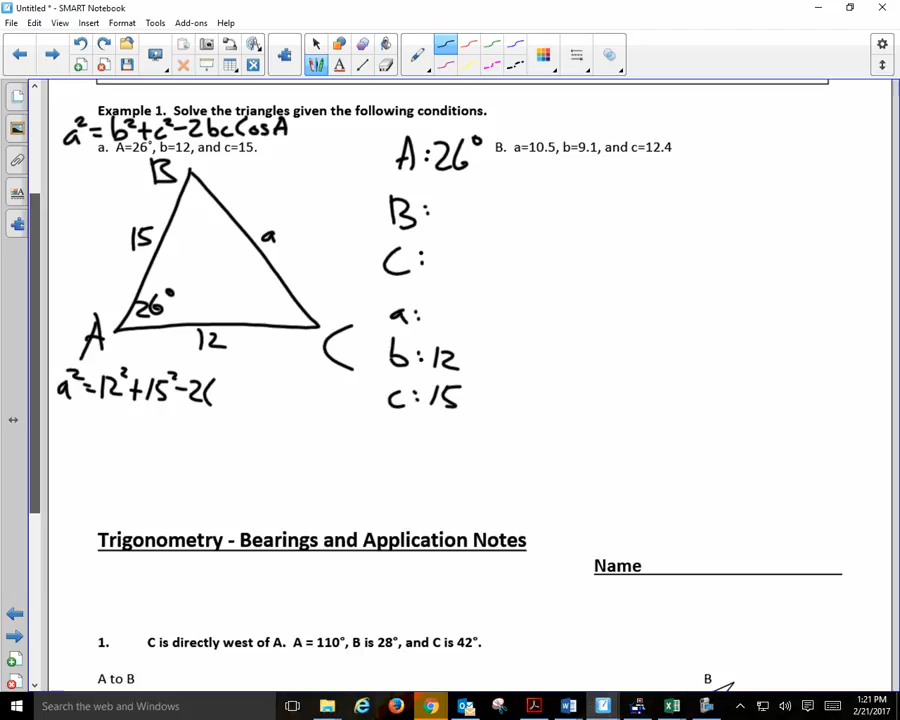 Untitled * - SMART Notebook
File Edit View Insert Format Tools Add-ons Help
Example 1. Solve the triangles given the following conditions.
a² = b² + c² - 2bc Cos A
a. A=26˚, b=12, and c=15.
B. a=10.5, b=9.1, and c=12.4
A: 26°
B
B:
15
a
C:
26°
a:
A
12
C
b: 12
a² = 12² + 15² - 2(
c: 15
Trigonometry - Bearings and Application Notes
Name
1. C is directly west of A. A = 110°, B is 28°, and C is 42°.
A to B
B
Search the web and Windows
1:21 PM
2/21/2017